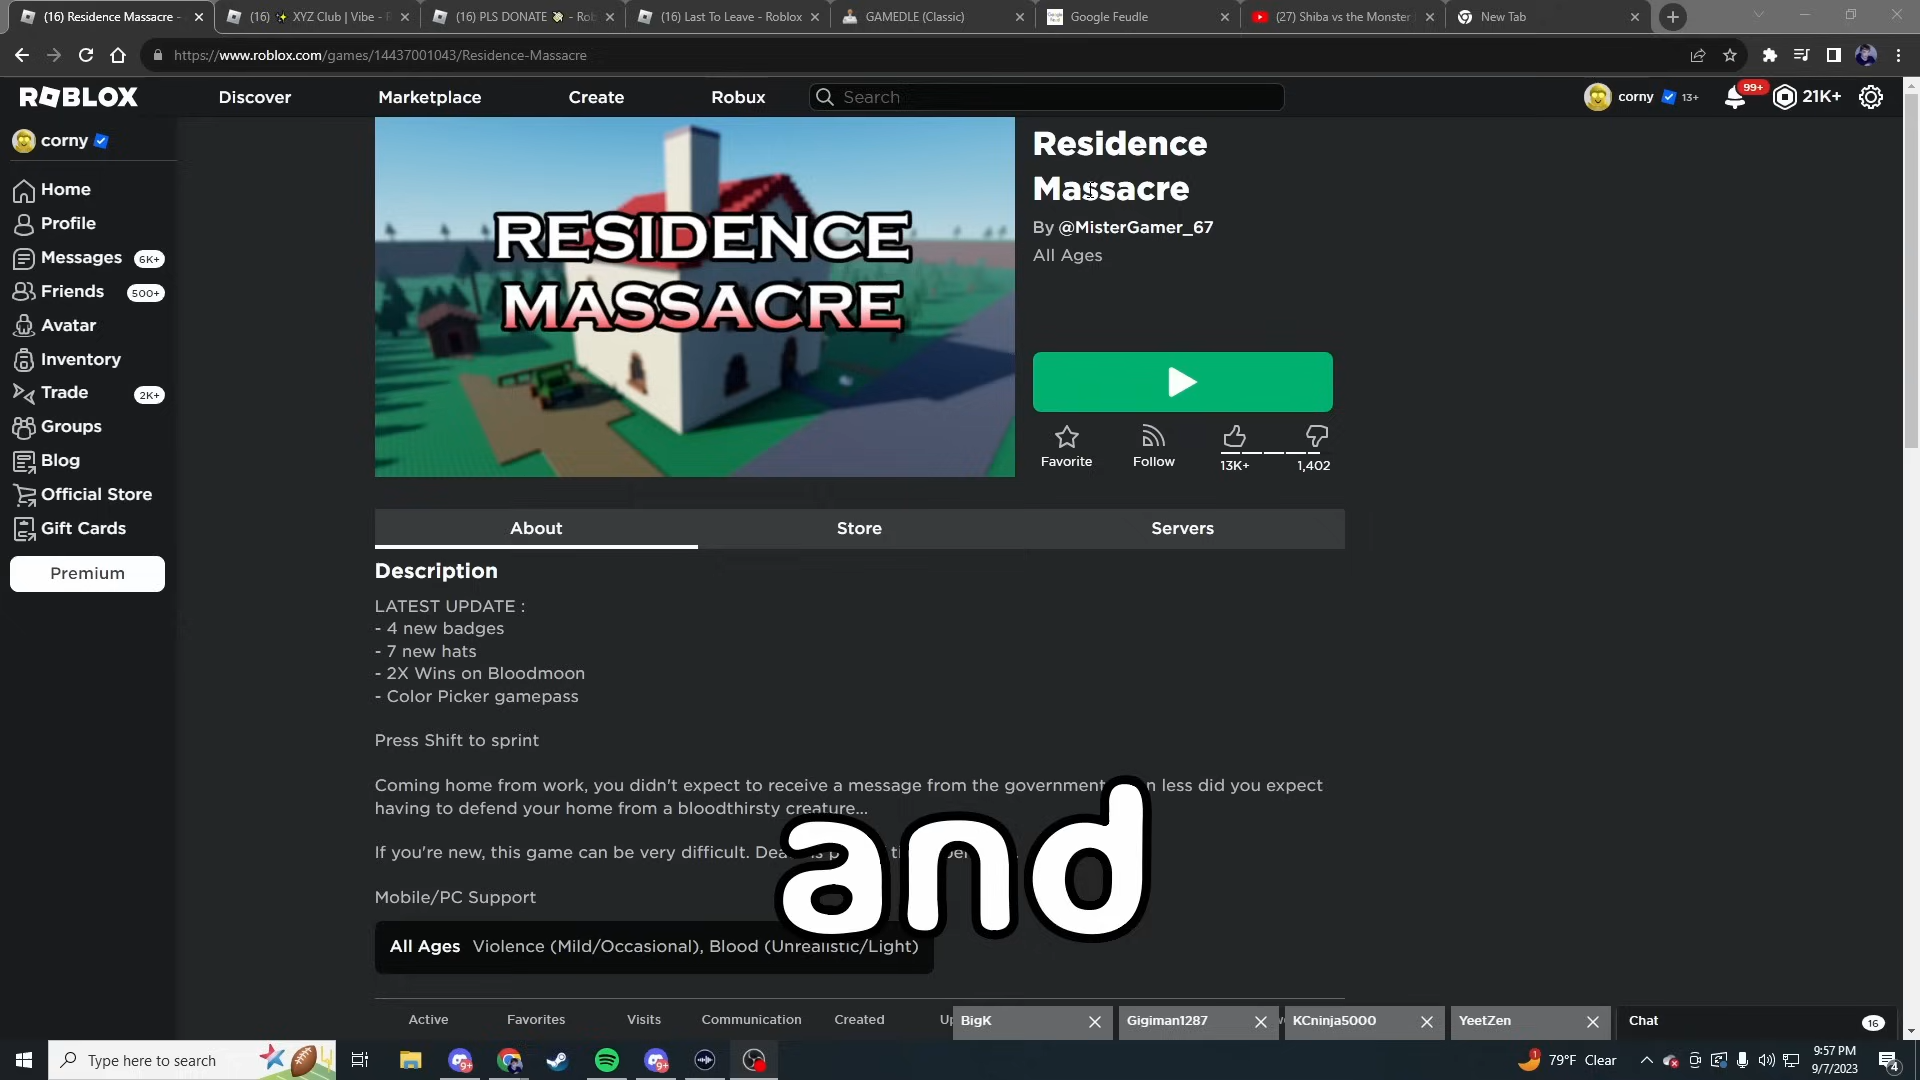 (16) Residence Massacre -
(16) ✨ XYZ Club | Vibe - R
(16) PLS DONATE 💸 - Rob
(16) Last To Leave - Roblox
GAMEDLE (Classic)
Google Feudle
(27) Shiba vs the Monster
New Tab
https://www.roblox.com/games/14437001043/Residence-Massacre
ROBLOX
Discover
Marketplace
Create
Robux
Search
corny
13+
99+
21K+
corny
Home
Profile
Messages
6K+
Friends
500+
Avatar
Inventory
Trade
2K+
Groups
Blog
Official Store
Gift Cards
Premium
RESIDENCE
MASSACRE
Residence
Massacre
By @MisterGamer_67
All Ages
Favorite
Follow
13K+
1,402
About
Store
Servers
Description
LATEST UPDATE :
- 4 new badges
- 7 new hats
- 2X Wins on Bloodmoon
- Color Picker gamepass
Press Shift to sprint
Coming home from work, you didn't expect to receive a message from the government less did you expect
having to defend your home from a bloodthirsty creature...
If you're new, this game can be very difficult.
Mobile/PC Support
and
All Ages Violence (Mild/Occasional), Blood (Unrealistic/Light)
Active
Favorites
Visits
Communication
Created
BigK
Gigiman1287
KCninja5000
YeetZen
Chat
16
Type here to search
9+
9+
1
79°F Clear
9:57 PM
9/7/2023
4